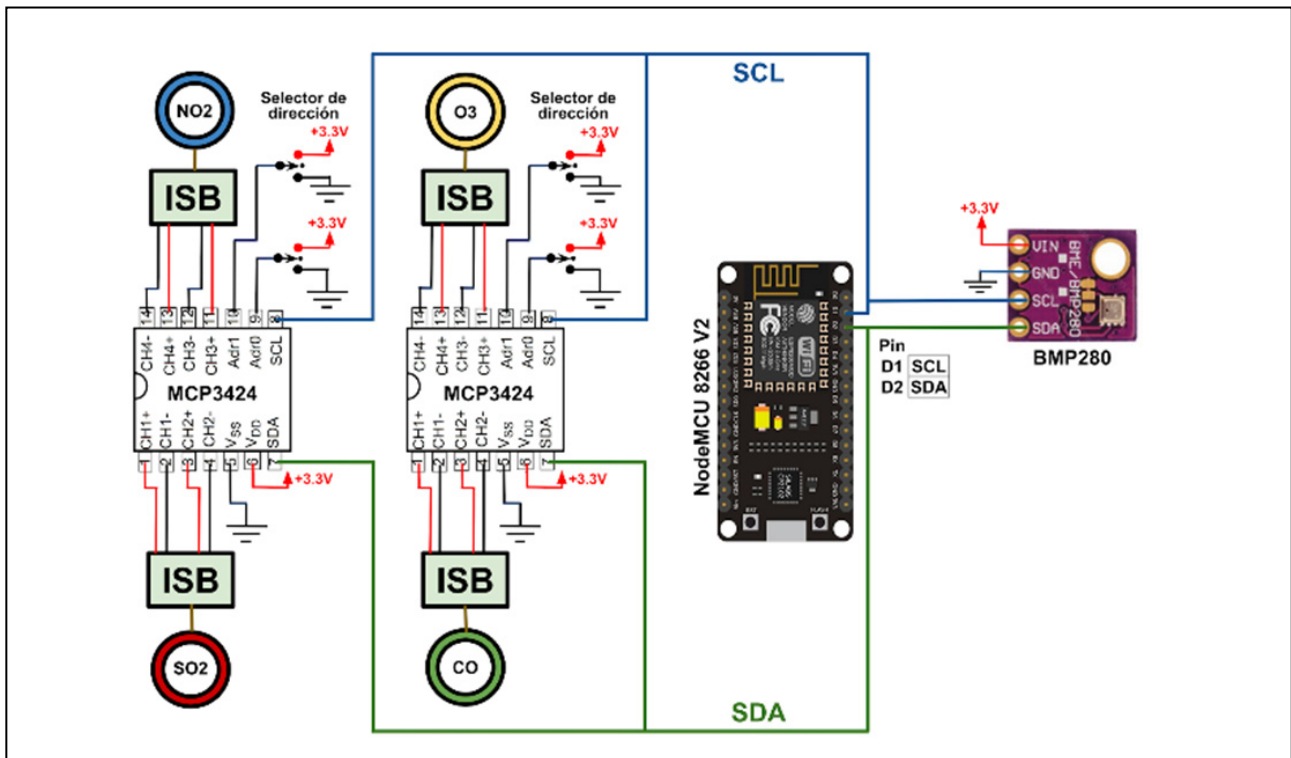 SCL
NO2
Selector de
dirección
+3.3V
+3.3V
ISB
O3
Selector de
dirección
+3.3V
+3.3V
ISB
14 13 12 11 10 9 8
CH4- CH4+ CH3- CH3+ Adr1 Adr0 SCL
MCP3424
CH1+ CH1- CH2+ CH2- VSS VDD SDA
1 2 3 4 5 6 7
+3.3V
ISB
SO2
14 13 12 11 10 9
CH4- CH4+ CH3- CH3+ Adr1 Adr0 SCL
MCP3424
CH1+ CH1- CH2+ CH2- VSS VDD SDA
1 2 3 4 5 6 7
+3.3V
ISB
CO
NodeMCU 8266 V2
FC
WiFi
Pin
D1 SCL
D2 SDA
+3.3V
VIN
GND
SCL
SDA
BME/BMP280
BMP280
SDA